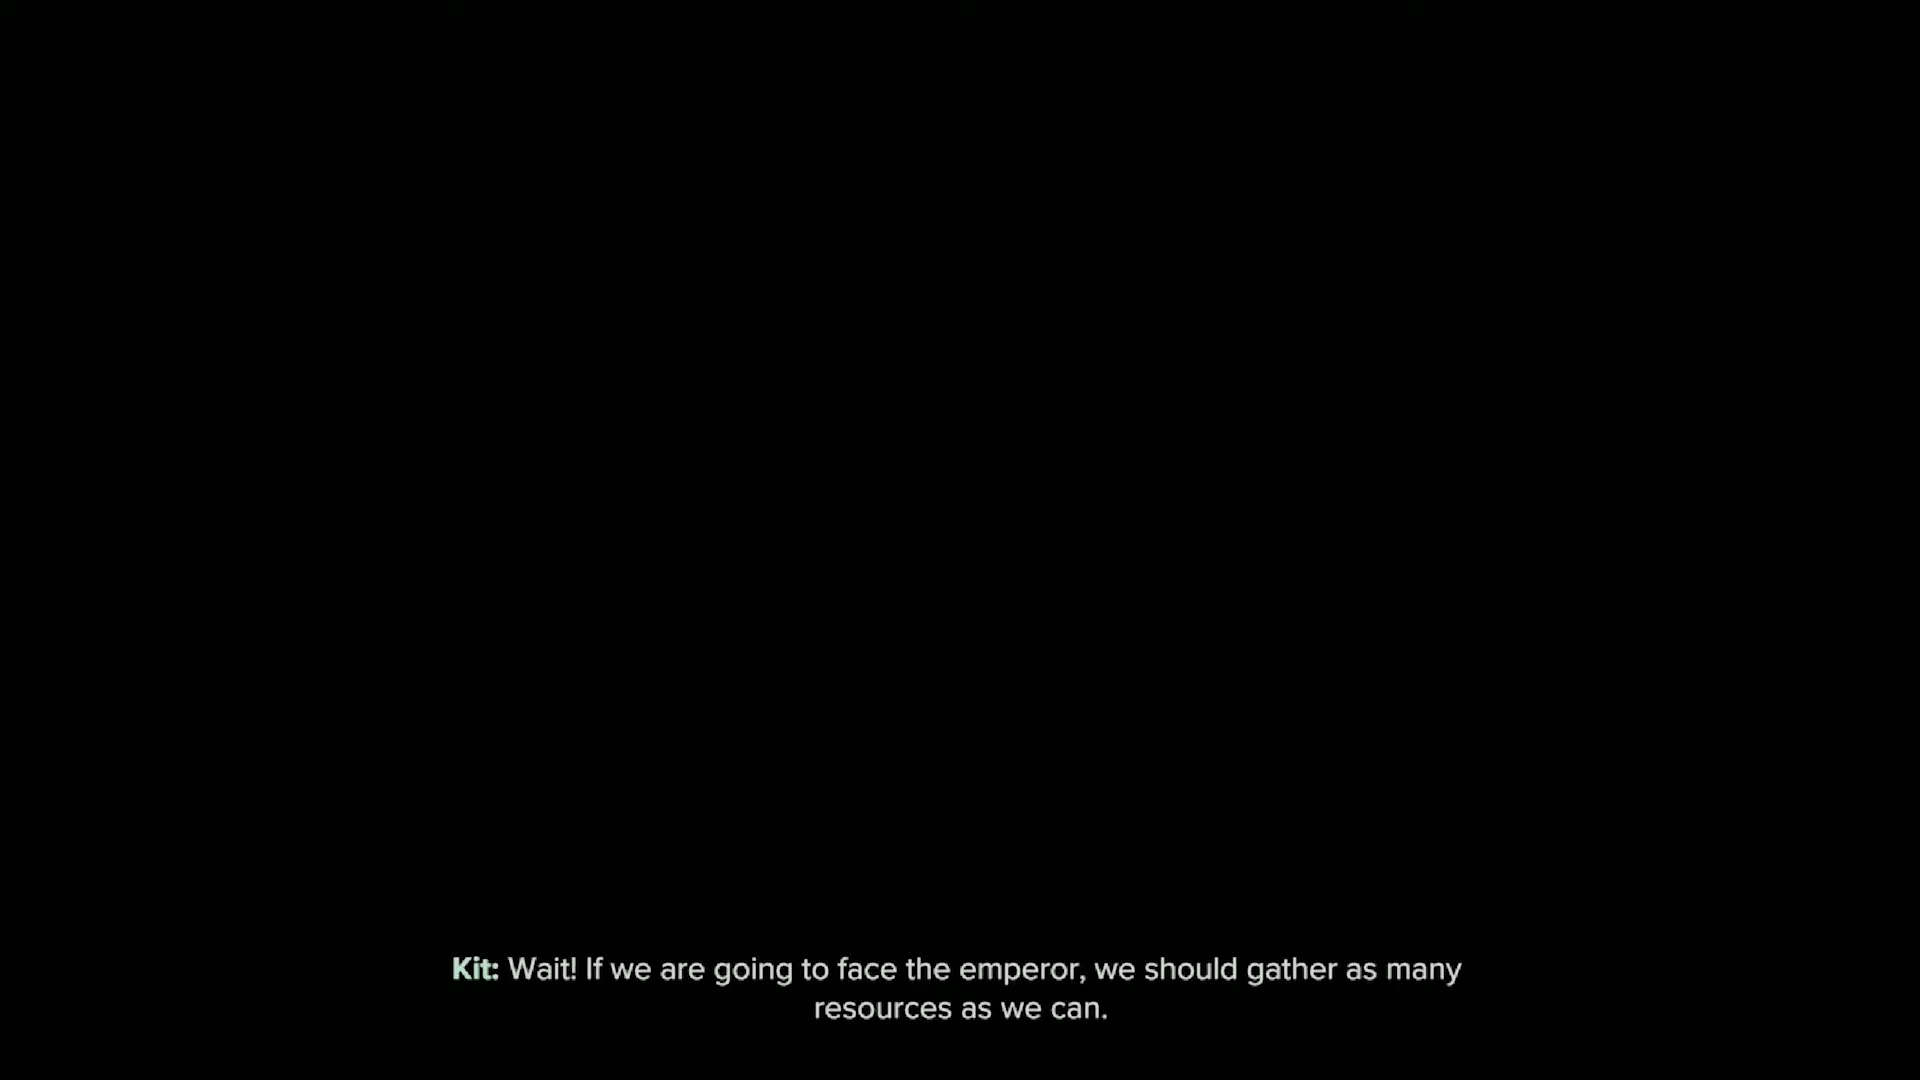 Kit: Wait! If we are going to face the emperor, we should gather as many
resources as we can.